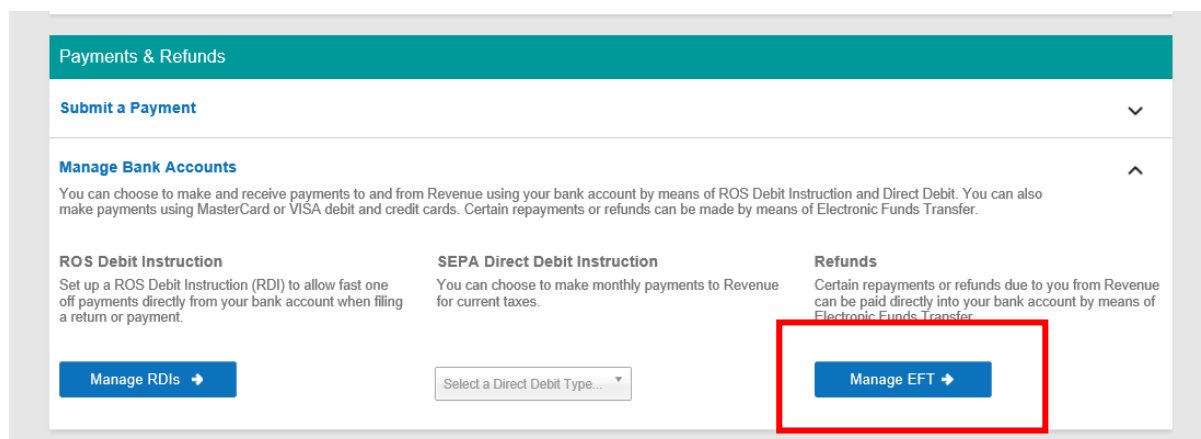 Payments & Refunds
Submit a Payment
Manage Bank Accounts
You can choose to make and receive payments to and from Revenue using your bank account by means of ROS Debit Instruction and Direct Debit. You can also
make payments using MasterCard or VISA debit and credit cards. Certain repayments or refunds can be made by means of Electronic Funds Transfer.
ROS Debit Instruction
Set up a ROS Debit Instruction (RDI) to allow fast one
off payments directly from your bank account when filing
a return or payment.
Manage RDIs
SEPA Direct Debit Instruction
You can choose to make monthly payments to Revenue
for current taxes.
Select a Direct Debit Type...
Refunds
Certain repayments or refunds due to you from Revenue
can be paid directly into your bank account by means of
Electronic Funds Transfer
Manage EFT